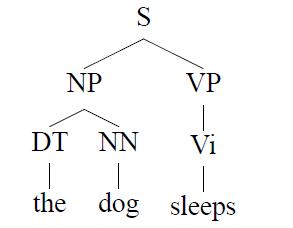 S
NP VP
DT NN Vi
the dog sleeps